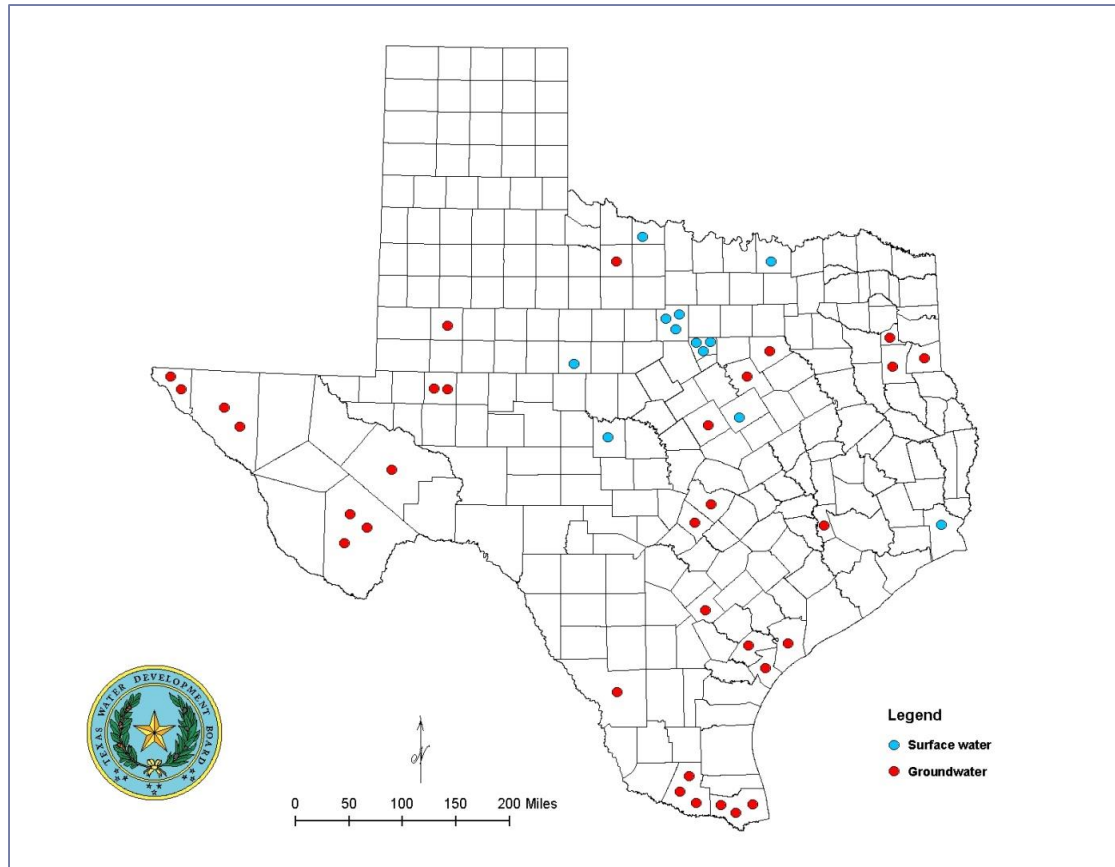 TEXAS WATER DEVELOPMENT BOARD
N
Legend
Surface water
Groundwater
0 50 100 150 200 Miles